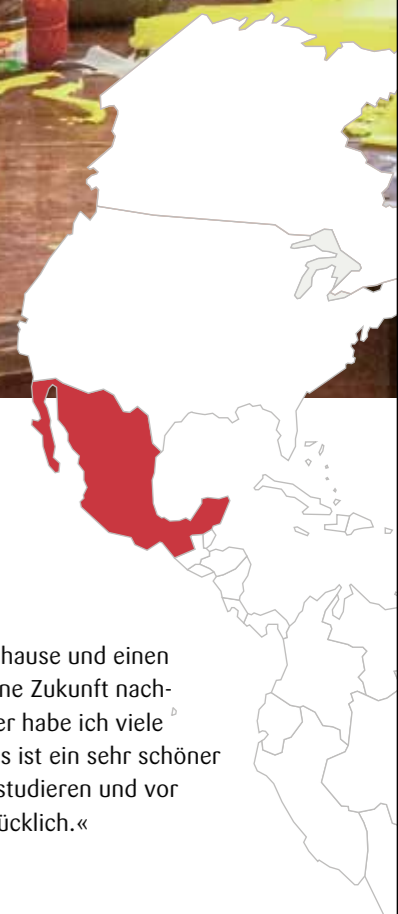 hause und einen
ne Zukunft nach-
er habe ich viele
s ist ein sehr schöner
studieren und vor
ücklich.«